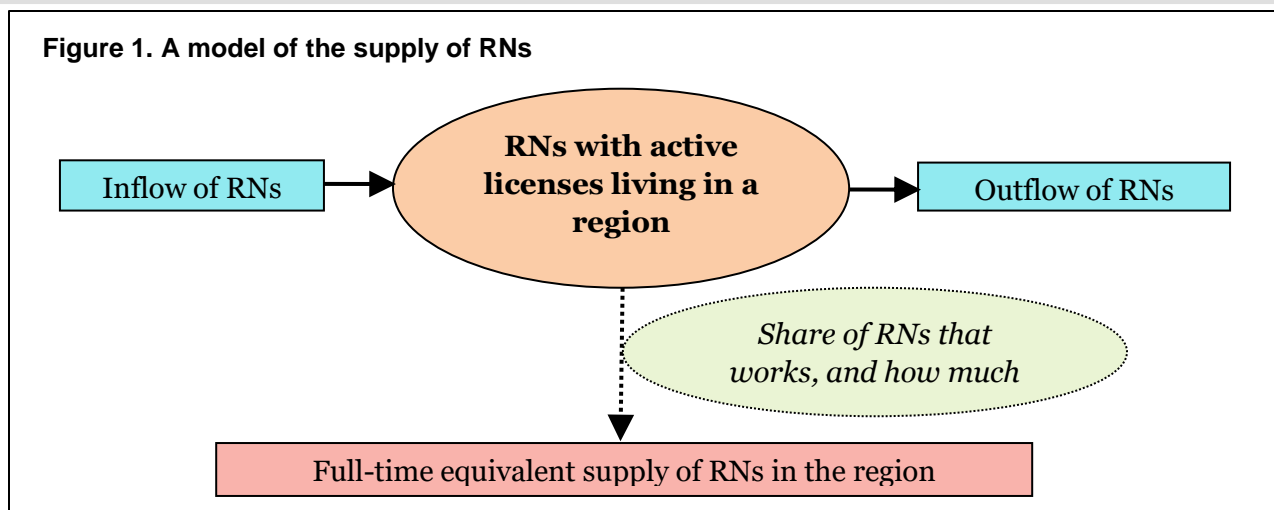 Figure 1. A model of the supply of RNs
Inflow of RNs
RNs with active
licenses living in a
region
Outflow of RNs
Share of RNs that
works, and how much
Full-time equivalent supply of RNs in the region